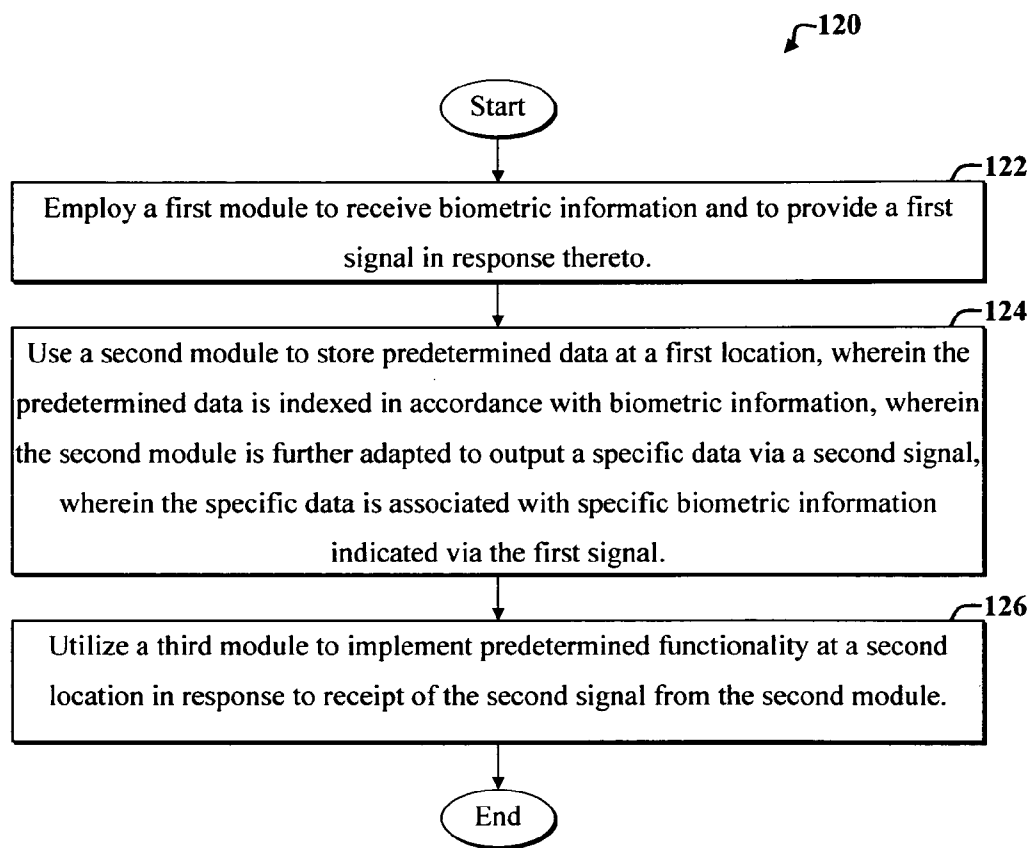 120
Start
122
Employ a first module to receive biometric information and to provide a first
signal in response thereto.
124
Use a second module to store predetermined data at a first location, wherein the
predetermined data is indexed in accordance with biometric information, wherein
the second module is further adapted to output a specific data via a second signal,
wherein the specific data is associated with specific biometric information
indicated via the first signal.
126
Utilize a third module to implement predetermined functionality at a second
location in response to receipt of the second signal from the second module.
End